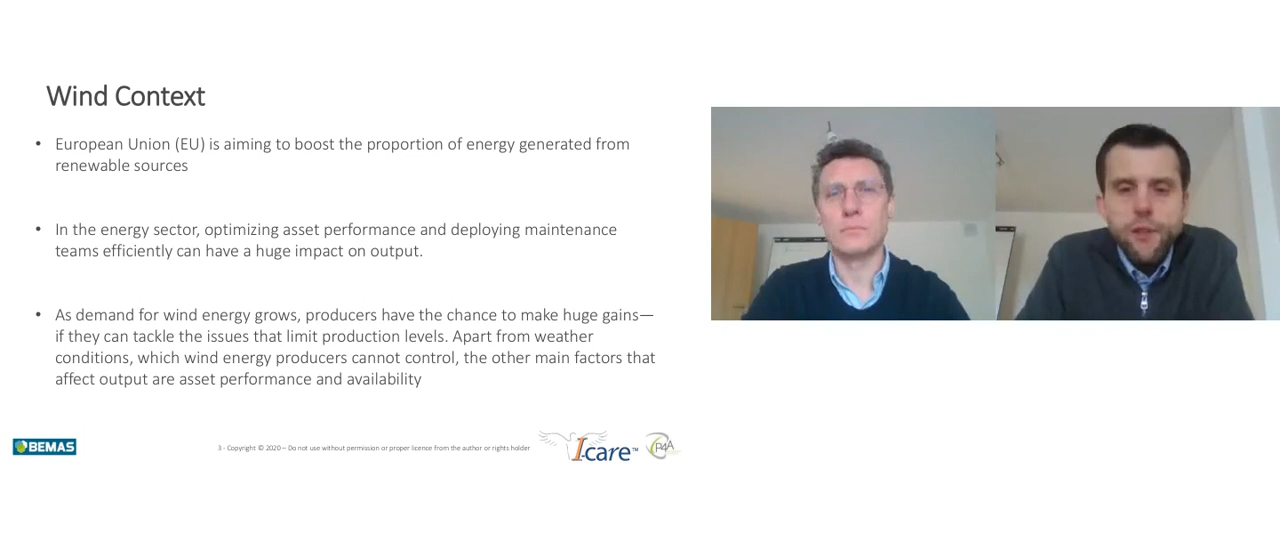 Wind Context
• European Union (EU) is aiming to boost the proportion of energy generated from
renewable sources
• In the energy sector, optimizing asset performance and deploying maintenance
teams efficiently can have a huge impact on output.
• As demand for wind energy grows, producers have the chance to make huge gains—
if they can tackle the issues that limit production levels. Apart from weather
conditions, which wind energy producers cannot control, the other main factors that
affect output are asset performance and availability
BEMAS
3 - Copyright © 2020 – Do not use without permission or proper licence from the author or rights holder
I-care™
P4A